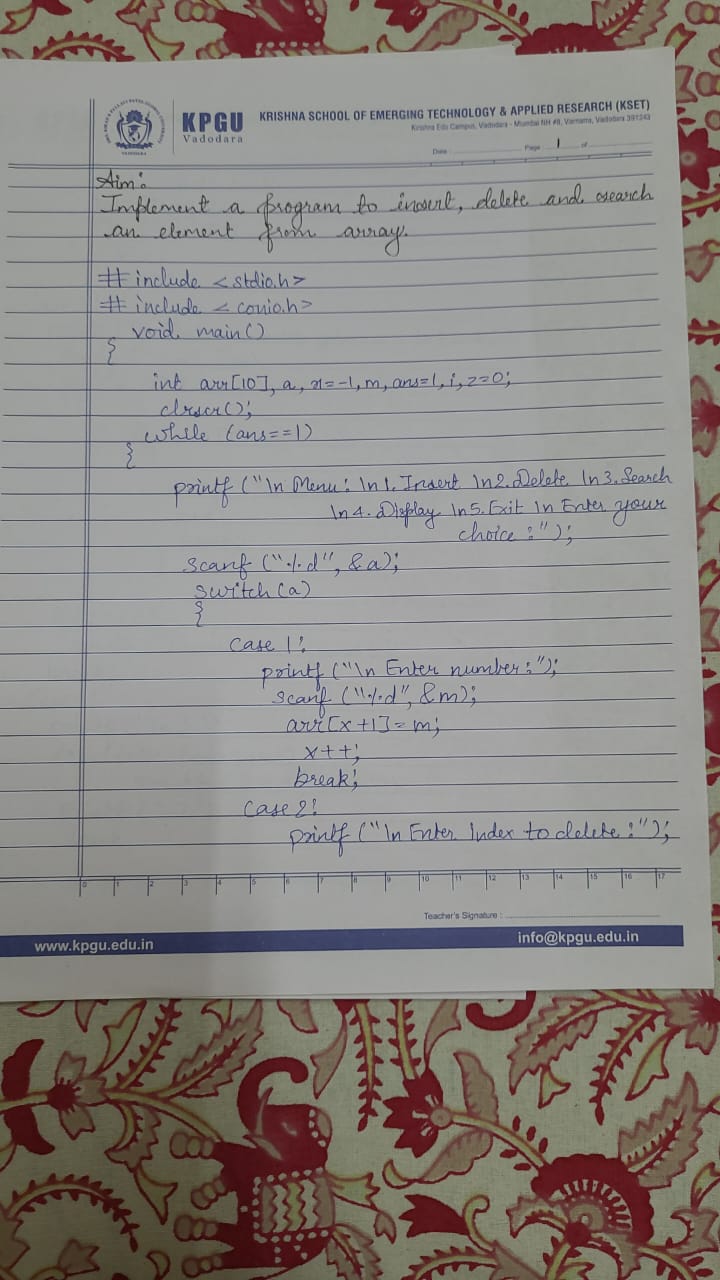 KPGU
Vadodara
KRISHNA SCHOOL OF EMERGING TECHNOLOGY & APPLIED RESEARCH (KSET)
Krishna Edu Campus, Vadodara - Mumbai NH #8, Varnama, Vadodara 391243
Date : Page 1 of
Aim:
Implement a program to insert, delete and search
an element from array.
# include <stdio.h>
# include <conio.h>
void main()
{
int arr[10], a, x=-1, m, ans=1, i, z=0;
clrscr();
while (ans==1)
{
printf ("\n Menu: \n 1. Insert \n 2. Delete \n 3. Search
\n 4. Display \n 5. Exit \n Enter your
choice :");
scanf ("%d", &a);
switch (a)
{
case 1:
printf ("\n Enter number :");
scanf ("%d", &m);
arr[x+1]=m;
x++;
break;
case 2:
printf ("\n Enter Index to delete :");
0 1 2 3 4 5 6 7 8 9 10 11 12 13 14 15 16 17
Teacher's Signature :
www.kpgu.edu.in
info@kpgu.edu.in